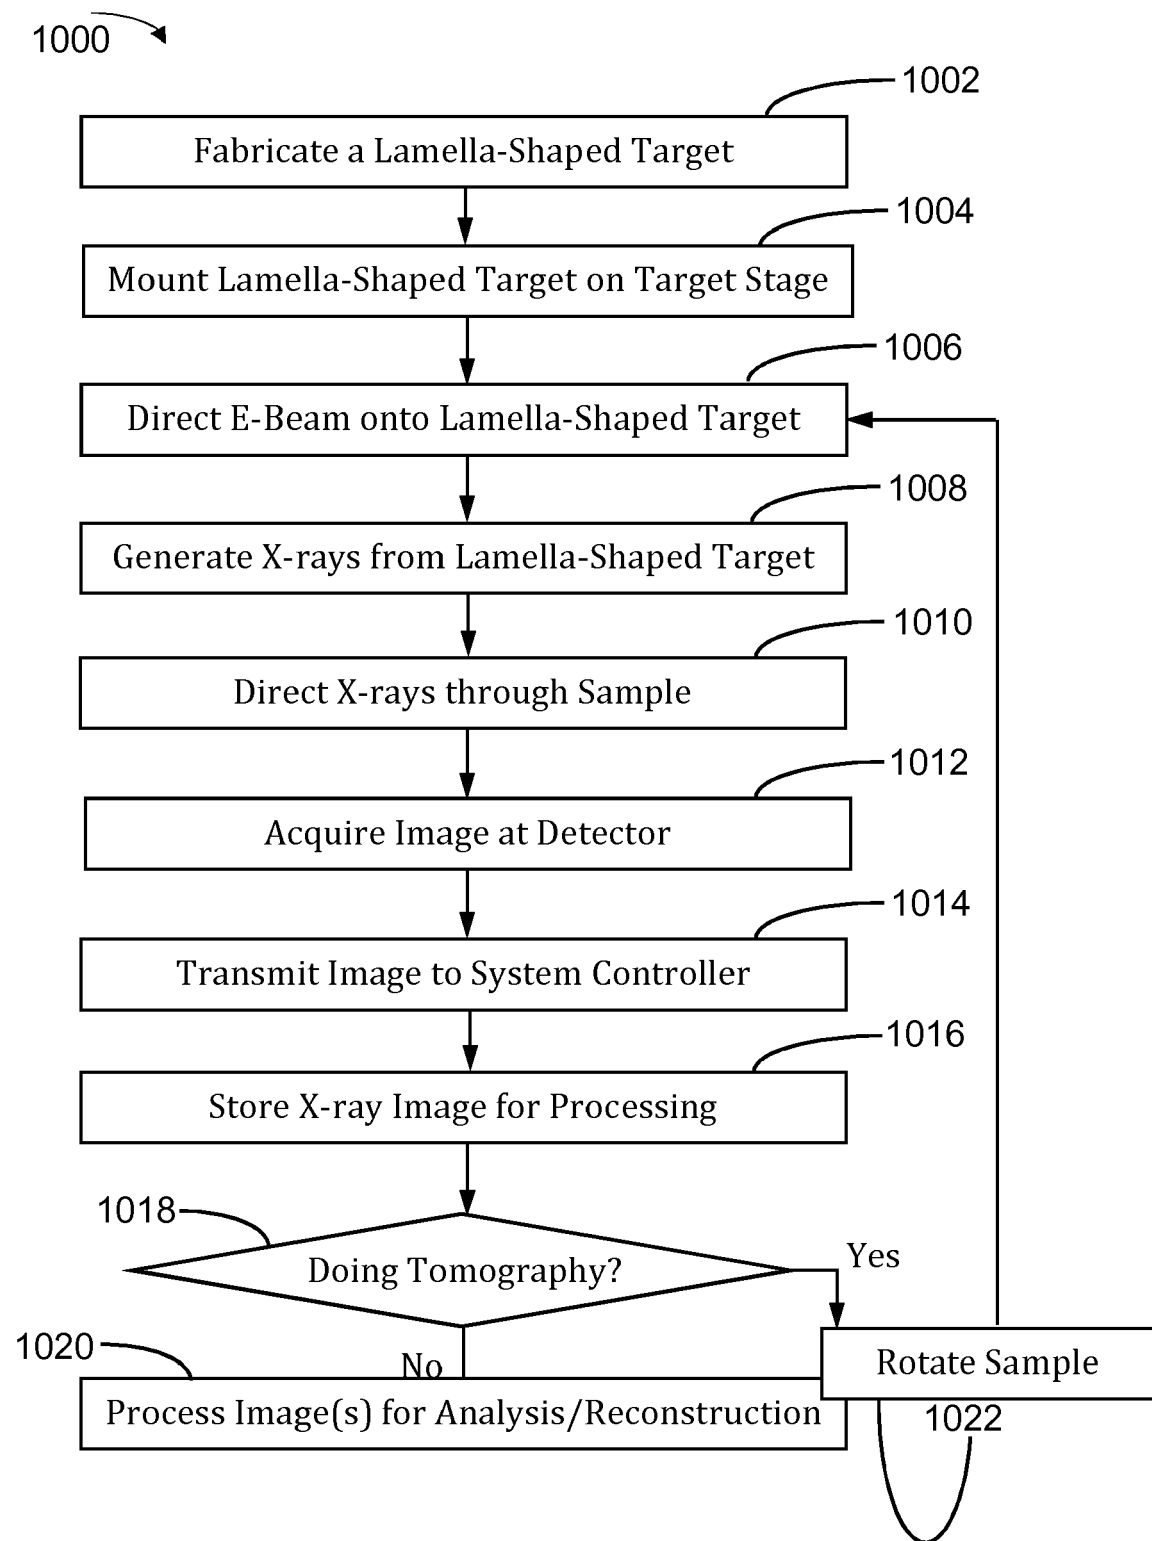 1000
1002
Fabricate a Lamella-Shaped Target
1004
Mount Lamella-Shaped Target on Target Stage
1006
Direct E-Beam onto Lamella-Shaped Target
1008
Generate X-rays from Lamella-Shaped Target
1010
Direct X-rays through Sample
1012
Acquire Image at Detector
1014
Transmit Image to System Controller
1016
Store X-ray Image for Processing
1018
Doing Tomography?
Yes
1020
No
Rotate Sample
Process Image(s) for Analysis/Reconstruction
1022